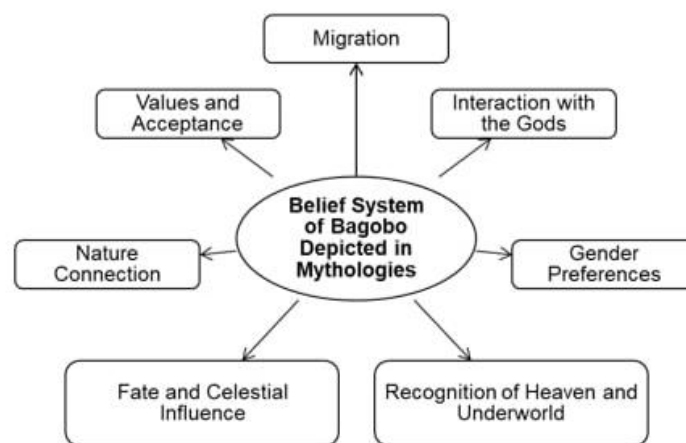 Migration
Values and
Acceptance
Interaction with
the Gods
Belief System
of Bagobo
Depicted in
Mythologies
Nature
Connection
Gender
Preferences
Fate and Celestial
Influence
Recognition of Heaven and
Underworld